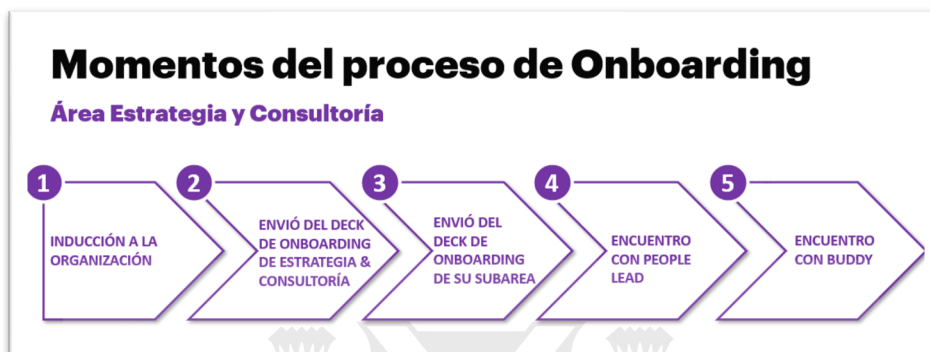 Momentos del proceso de Onboarding
Área Estrategia y Consultoría
1
INDUCCIÓN A LA
ORGANIZACIÓN
2
ENVIÓ DEL DECK
DE ONBOARDING
DE ESTRATEGIA &
CONSULTORÍA
3
ENVIÓ DEL
DECK DE
ONBOARDING
DE SU SUBAREA
4
ENCUENTRO
CON PEOPLE
LEAD
5
ENCUENTRO
CON BUDDY